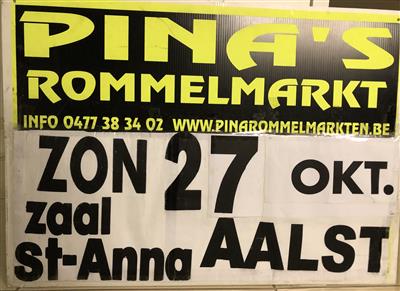 PINA'S
ROMMELMARKT
INFO 0477 38 34 02 WWW.PINAROMMELMARKTEN.BE
ZON 27 OKT.
zaal
st-Anna AALST